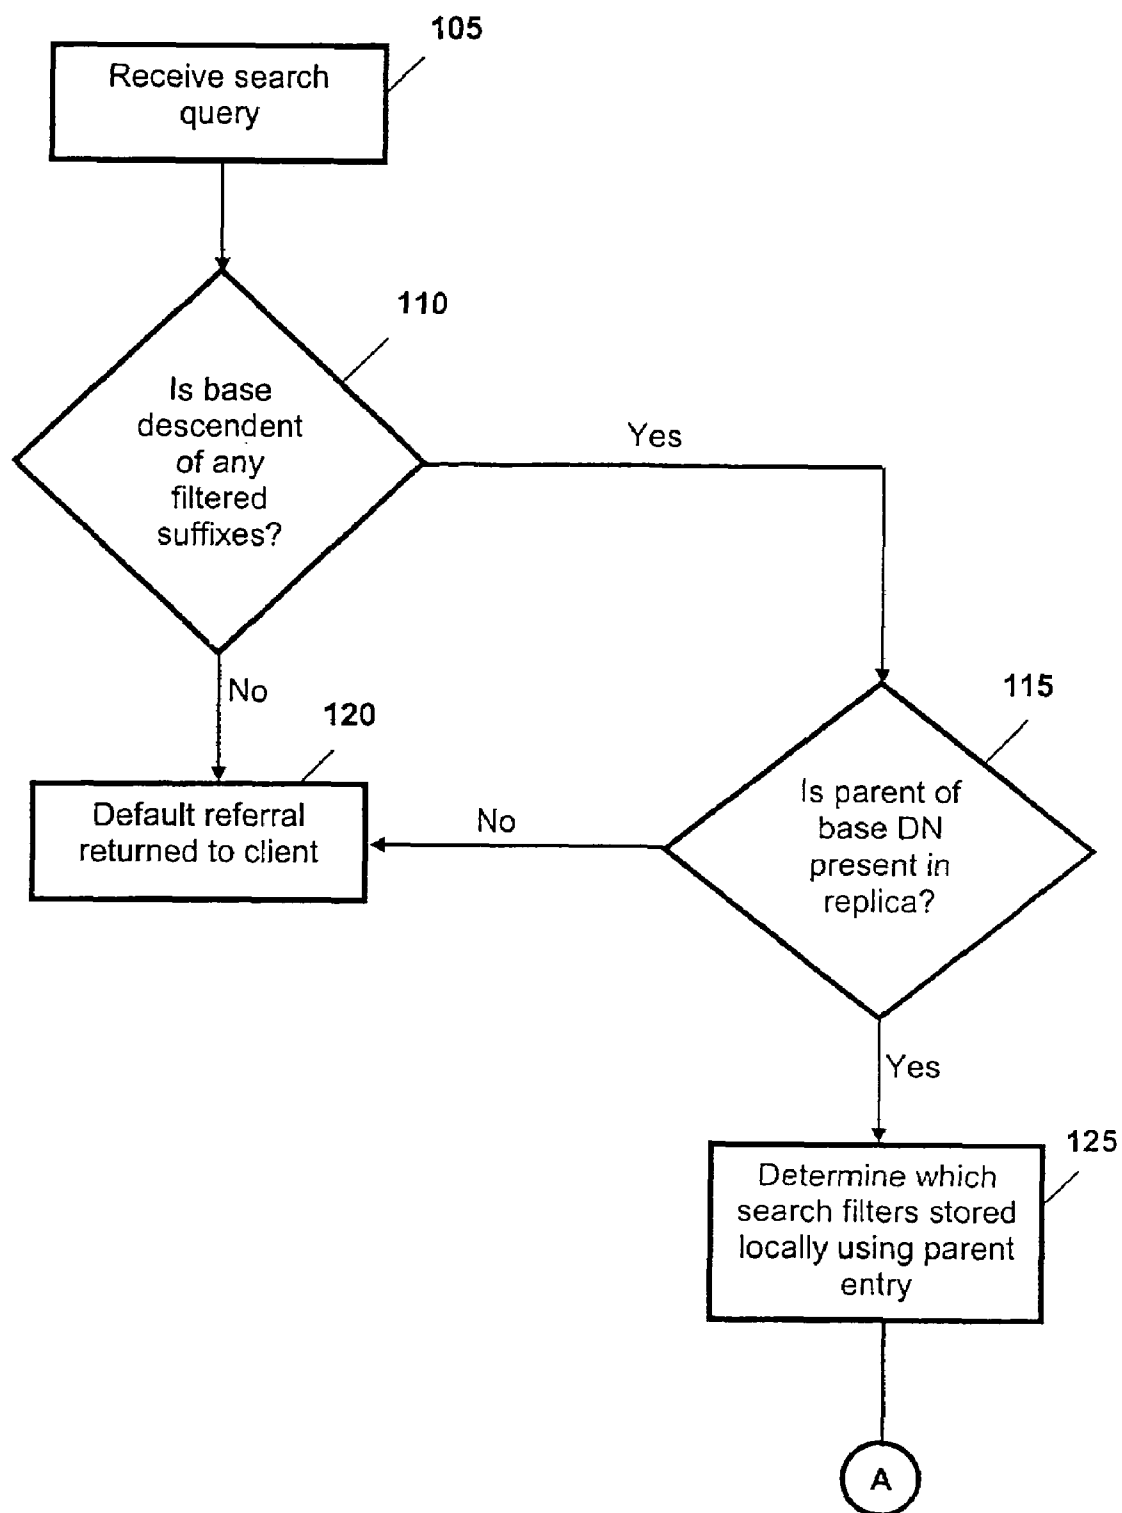 105
Receive search
query
110
Is base
descendent
of any
filtered
suffixes?
Yes
No
115
120
Is parent of
base DN
present in
replica?
Default referral
returned to client
No
Yes
125
Determine which
search filters stored
locally using parent
entry
A